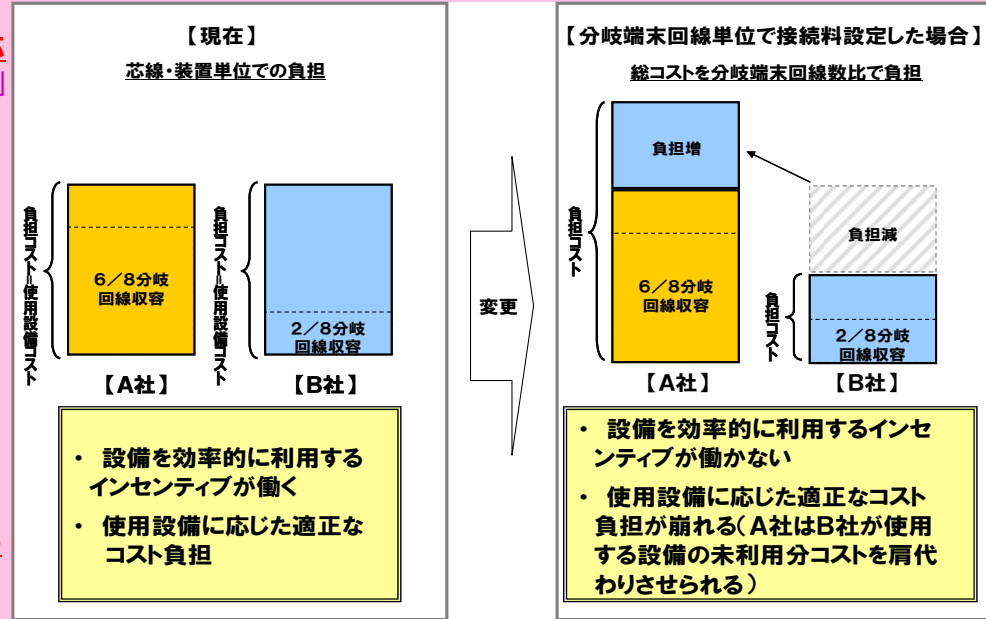 【現在】
芯線・装置単位での負担
負担コスト=使用設備コスト
6/8分岐
回線収容
【A社】
負担コスト=使用設備コスト
2/8分岐
回線収容
【B社】
・ 設備を効率的に利用する
インセンティブが働く
・ 使用設備に応じた適正な
コスト負担
変更
【分岐端末回線単位で接続料設定した場合】
総コストを分岐端末回線数比で負担
負担コスト
負担増
6/8分岐
回線収容
【A社】
負担減
負担コスト
2/8分岐
回線収容
【B社】
・ 設備を効率的に利用するインセ
ンティブが働かない
・ 使用設備に応じた適正なコスト
負担が崩れる(A社はB社が使用
する設備の未利用分コストを肩代
わりさせられる)